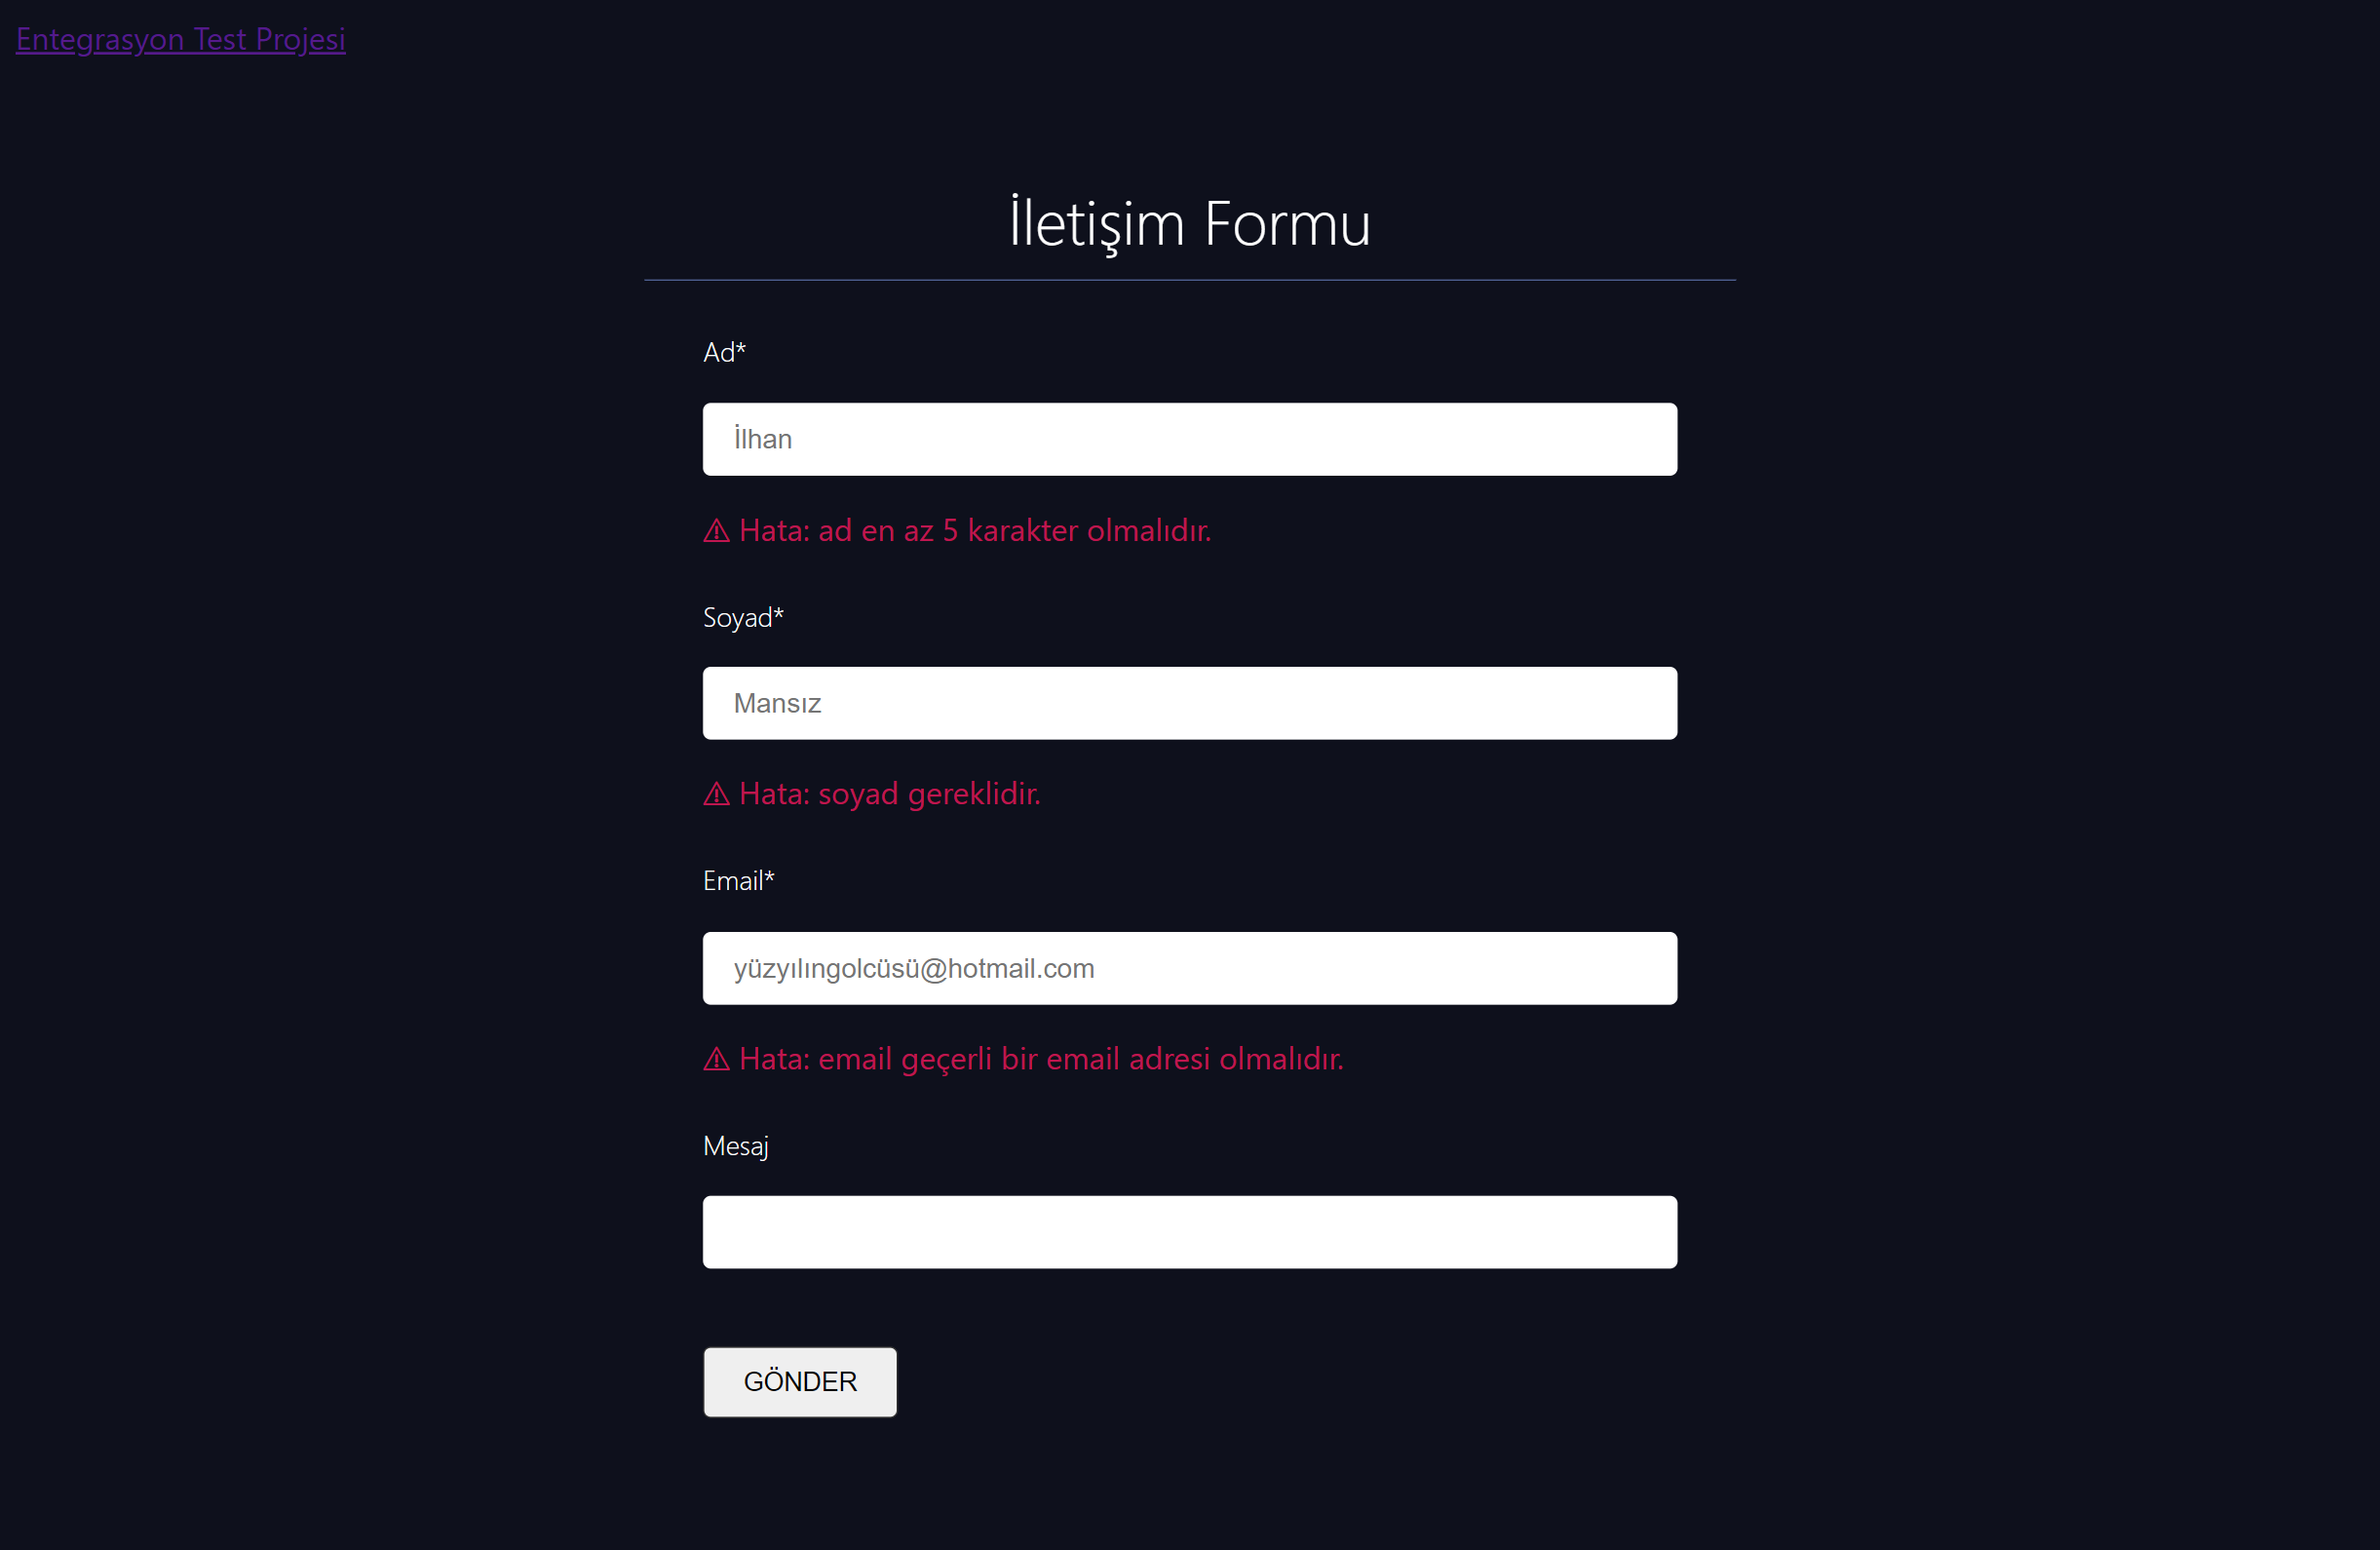 Entegrasyon Test Projesi
İletişim Formu
Ad*
İlhan
⚠ Hata: ad en az 5 karakter olmalıdır.
Soyad*
Mansız
⚠ Hata: soyad gereklidir.
Email*
yüzyılıngolcüsü@hotmail.com
⚠ Hata: email geçerli bir email adresi olmalıdır.
Mesaj
GÖNDER